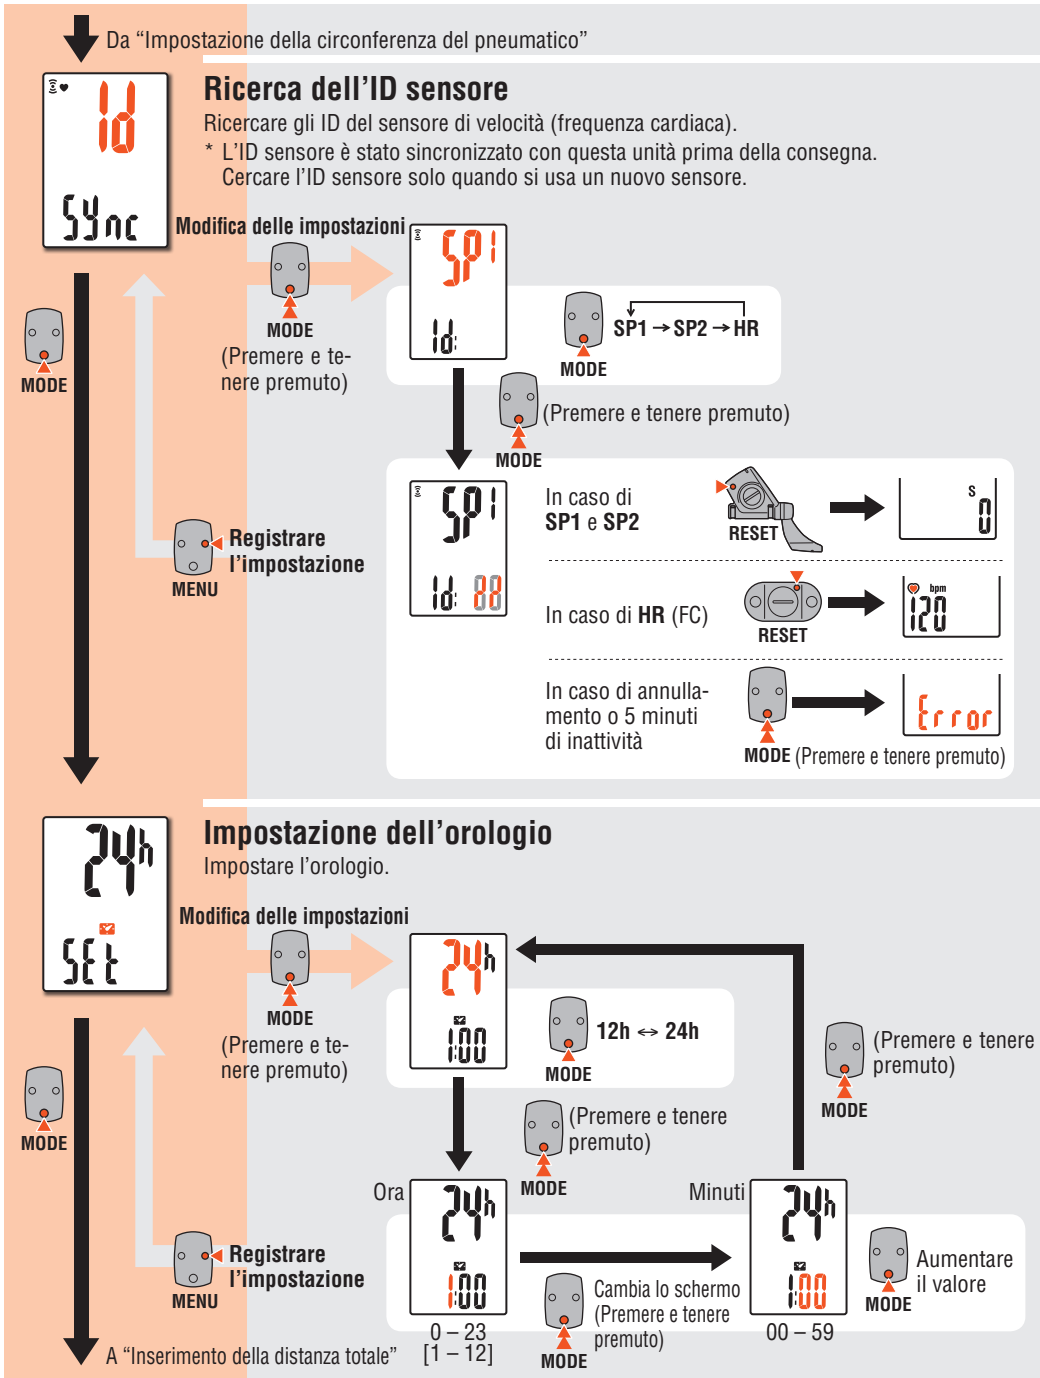 Da “Impostazione della circonferenza del pneumatico”
Id
SYnc
Ricerca dell’ID sensore
Ricercare gli ID del sensore di velocità (frequenza cardiaca).
* L’ID sensore è stato sincronizzato con questa unità prima della consegna.
Cercare l’ID sensore solo quando si usa un nuovo sensore.
Modifica delle impostazioni
MODE
(Premere e te-
nere premuto)
SP1
Id:
MODE
SP1 → SP2 → HR
MODE
(Premere e tenere premuto)
MODE
SP1
Id:
In caso di
SP1 e SP2
RESET
S
0
Registrare
l’impostazione
MENU
In caso di HR (FC)
RESET
bpm
120
In caso di annulla-
mento o 5 minuti
di inattività
MODE (Premere e tenere premuto)
Error
24h
SEt
Impostazione dell’orologio
Impostare l’orologio.
Modifica delle impostazioni
MODE
(Premere e te-
nere premuto)
24h
1:00
MODE
12h ↔ 24h
(Premere e tenere
premuto)
MODE
MODE
(Premere e tenere
premuto)
MODE
Ora
24h
1:00
0 – 23
[1 – 12]
Cambia lo schermo
(Premere e tenere
premuto)
MODE
Minuti
24h
1:00
00 – 59
Aumentare
il valore
MODE
Registrare
l’impostazione
MENU
A “Inserimento della distanza totale”